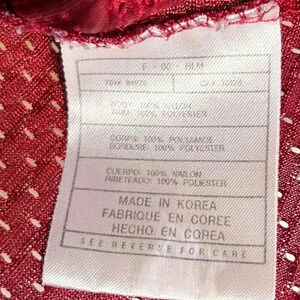 BODY: 100% NYLON
TRIM: 100% POLYESTER
CORPS: 100% POLYAMIDE
BORDURE: 100% POLYESTER
CUERPO: 100% NAILON
RIBETEADO: 100% POLIESTER
MADE IN KOREA
FABRIQUE EN COREE
HECHO EN COREA
SEE REVERSE FOR CARE